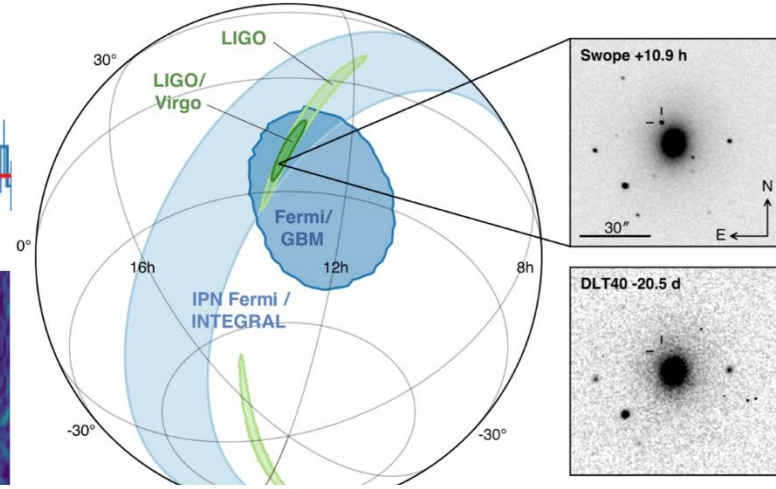 LIGO
LIGO/
Virgo
30°
0°
16h
12h
8h
Fermi/
GBM
IPN Fermi /
INTEGRAL
-30°
-30°
Swope +10.9 h
30"
N
E
DLT40 -20.5 d